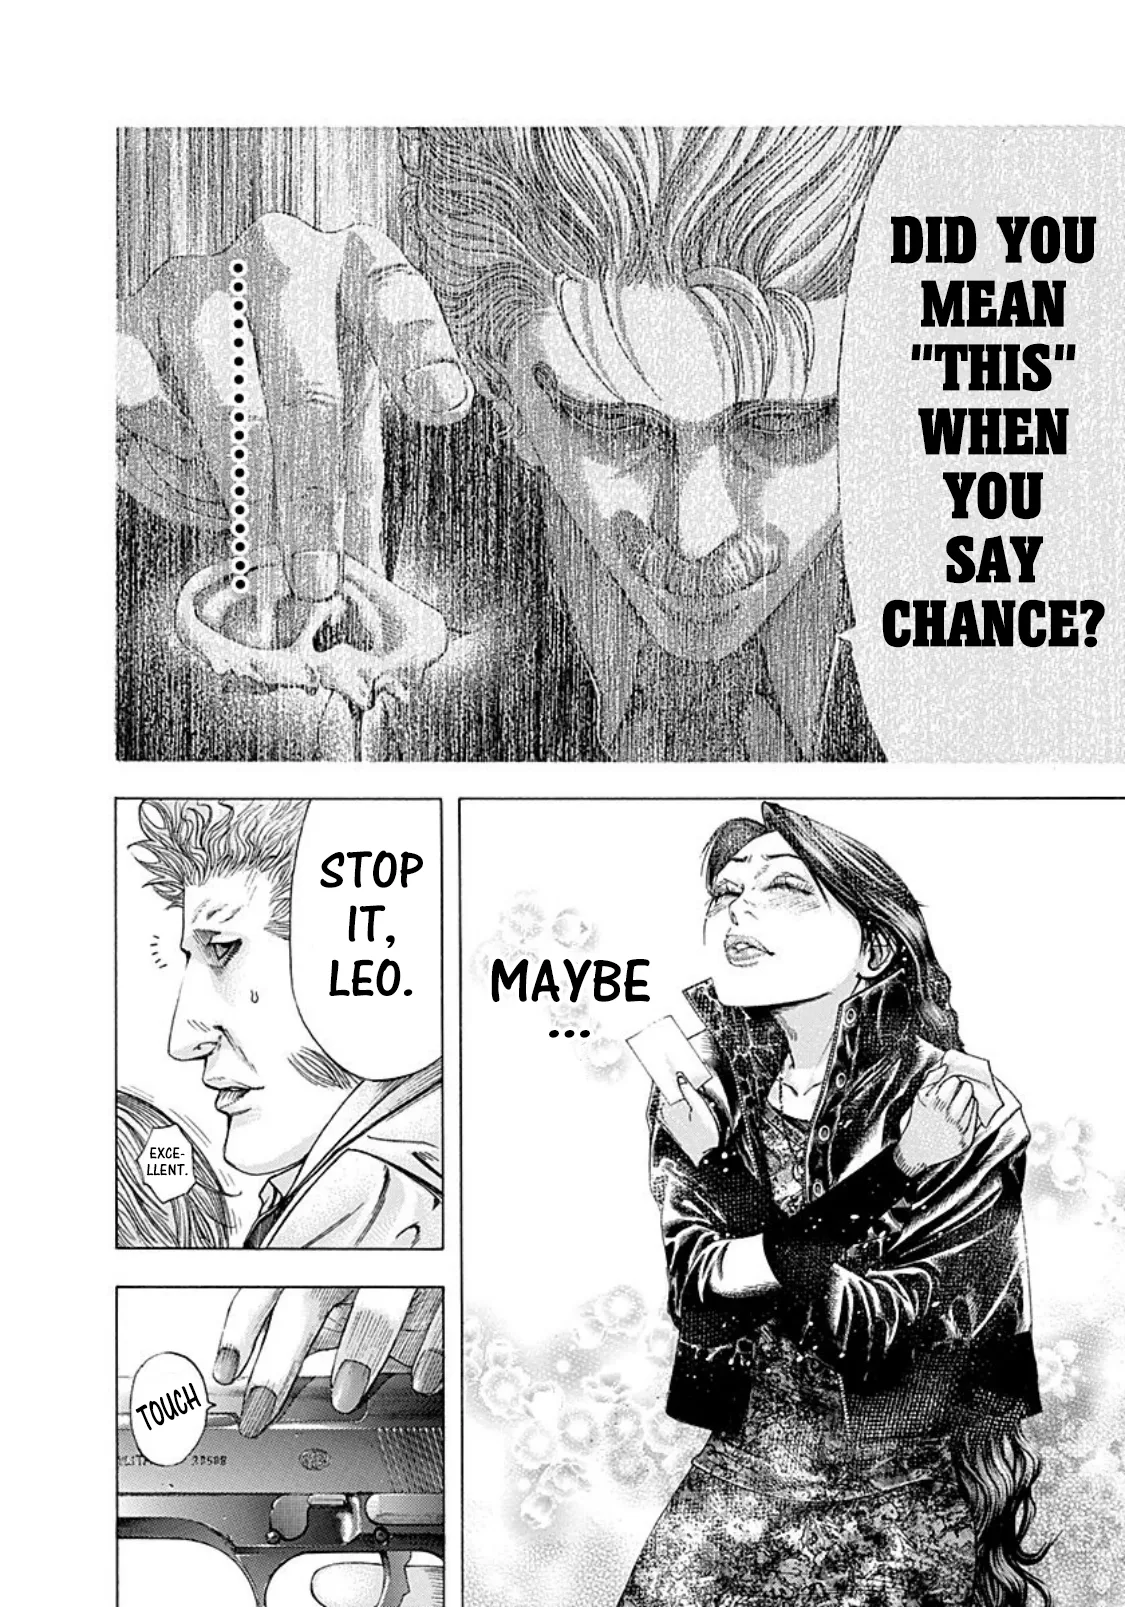 DID YOU
MEAN
"THIS"
WHEN
YOU
SAY
CHANCE?
MAYBE
...
STOP
IT,
LEO.
EXCE-
LLENT.
TOUCH